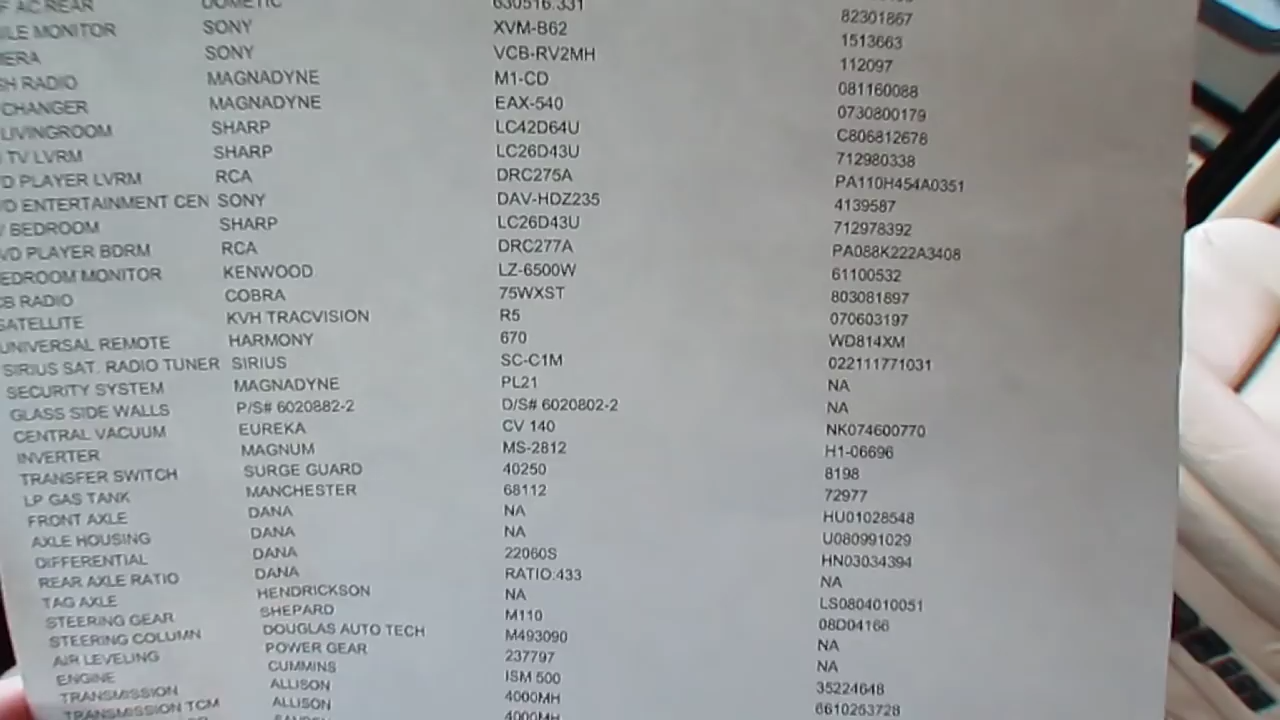 AC REAR DOMETIC 630516.331 82301867
MONITOR SONY XVM-B62 1513663
SONY VCB-RV2MH 112097
RADIO MAGNADYNE M1-CD 081160088
CHANGER MAGNADYNE EAX-540 0730800179
LIVINGROOM SHARP LC42D64U C806812678
TV LVRM SHARP LC26D43U 712980338
D PLAYER LVRM RCA DRC275A PA110H454A0351
D ENTERTAINMENT CEN SONY DAV-HDZ235 4139587
BEDROOM SHARP LC26D43U 712978392
VD PLAYER BDRM RCA DRC277A PA088K222A3408
EDROOM MONITOR KENWOOD LZ-6500W 61100532
CB RADIO COBRA 75WXST 803081897
SATELLITE KVH TRACVISION R5 070603197
UNIVERSAL REMOTE HARMONY 670 WD814XM
SIRIUS SAT. RADIO TUNER SIRIUS SC-C1M 022111771031
SECURITY SYSTEM MAGNADYNE PL21 NA
GLASS SIDE WALLS P/S# 6020882-2 D/S# 6020802-2 NA
CENTRAL VACUUM EUREKA CV 140 NK074600770
INVERTER MAGNUM MS-2812 H1-06696
TRANSFER SWITCH SURGE GUARD 40250 8198
LP GAS TANK MANCHESTER 68112 72977
FRONT AXLE DANA NA HU01028548
AXLE HOUSING DANA NA U080991029
DIFFERENTIAL DANA 22060S HN03034394
REAR AXLE RATIO DANA RATIO:433 NA
TAG AXLE HENDRICKSON NA LS0804010051
STEERING GEAR SHEPARD M110 08D04166
STEERING COLUMN DOUGLAS AUTO TECH M493090 NA
AIR LEVELING POWER GEAR 237797 NA
ENGINE CUMMINS ISM 500 35224648
TRANSMISSION ALLISON 4000MH 6610263728
TRANSMISSION TCM ALLISON 4000MH